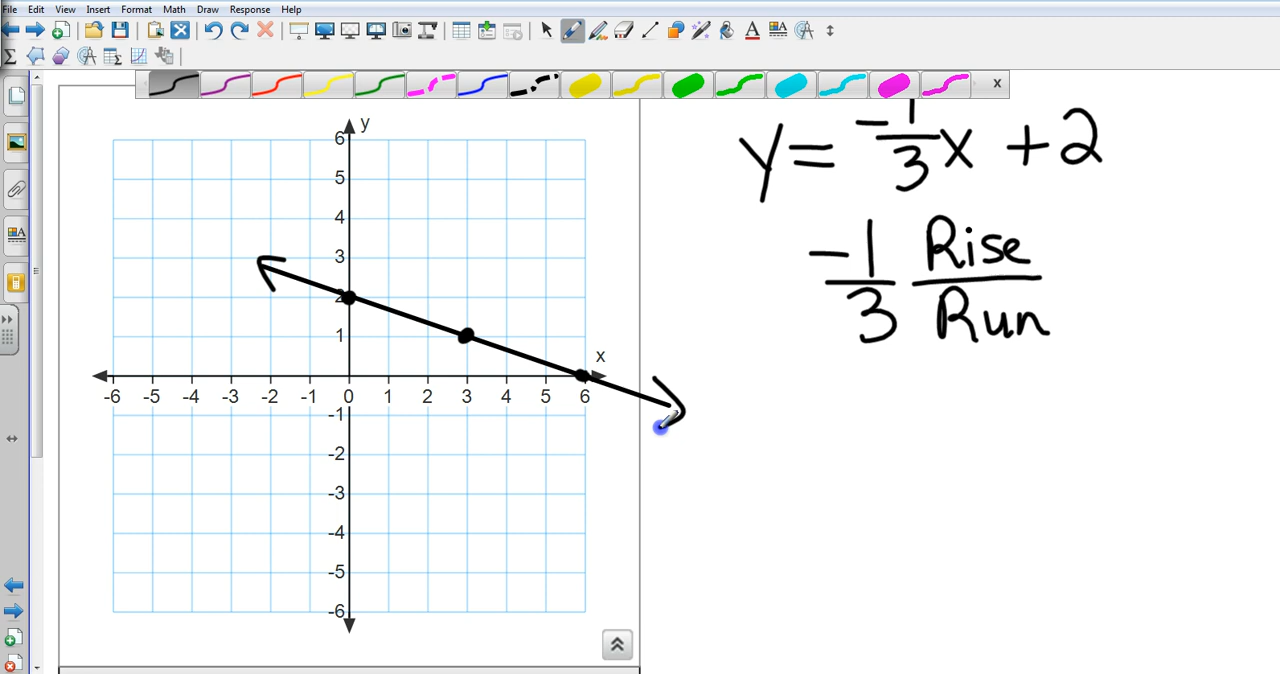 File Edit View Insert Format Math Draw Response Help
x
y = -1/3 x + 2
-1/3 Rise/Run
y
6
5
4
3
2
1
x
-6 -5 -4 -3 -2 -1 0 1 2 3 4 5 6
-1
-2
-3
-4
-5
-6